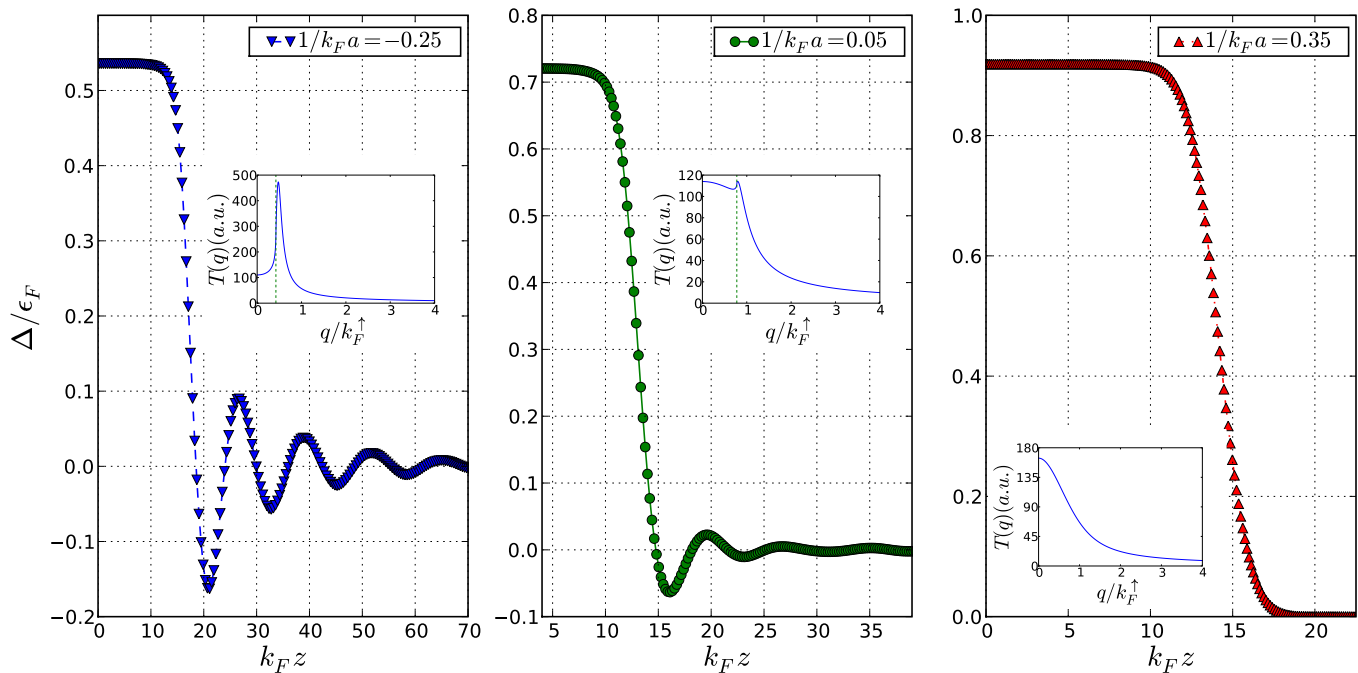 Δ/ϵ_F
0.5
0.4
0.3
0.2
0.1
0.0
−0.1
−0.2
0 10 20 30 40 50 60 70
k_F z
1/k_F a = −0.25
T(q)(a.u.)
500
400
300
200
100
0
0 1 2 3 4
q/k_F^↑
0.8
0.7
0.6
0.5
0.4
0.3
0.2
0.1
0.0
−0.1
5 10 15 20 25 30 35
k_F z
1/k_F a = 0.05
T(q)(a.u.)
120
100
80
60
40
20
0
0 1 2 3 4
q/k_F^↑
1.0
0.8
0.6
0.4
0.2
0.0
0 5 10 15 20
k_F z
1/k_F a = 0.35
T(q)(a.u.)
180
135
90
45
0
0 1 2 3 4
q/k_F^↑